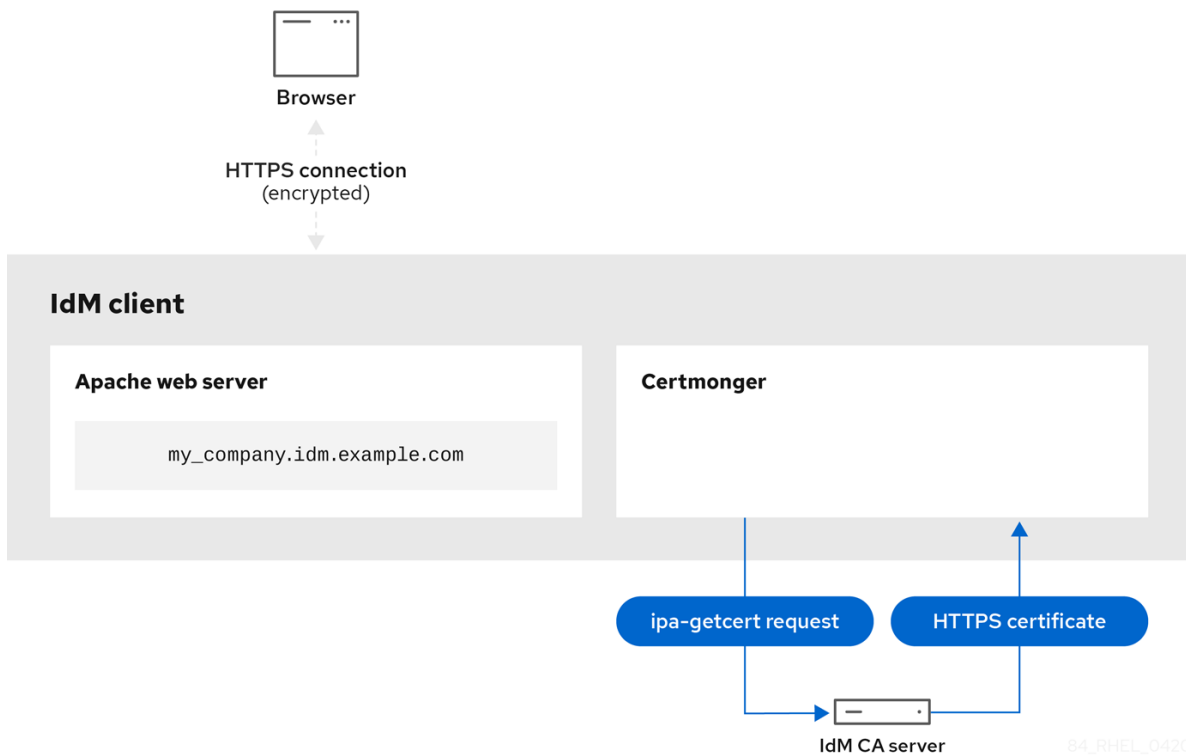 Browser
HTTPS connection
(encrypted)
IdM client
Apache web server
my_company.idm.example.com
Certmonger
ipa-getcert request
HTTPS certificate
IdM CA server
84_RHEL_0420